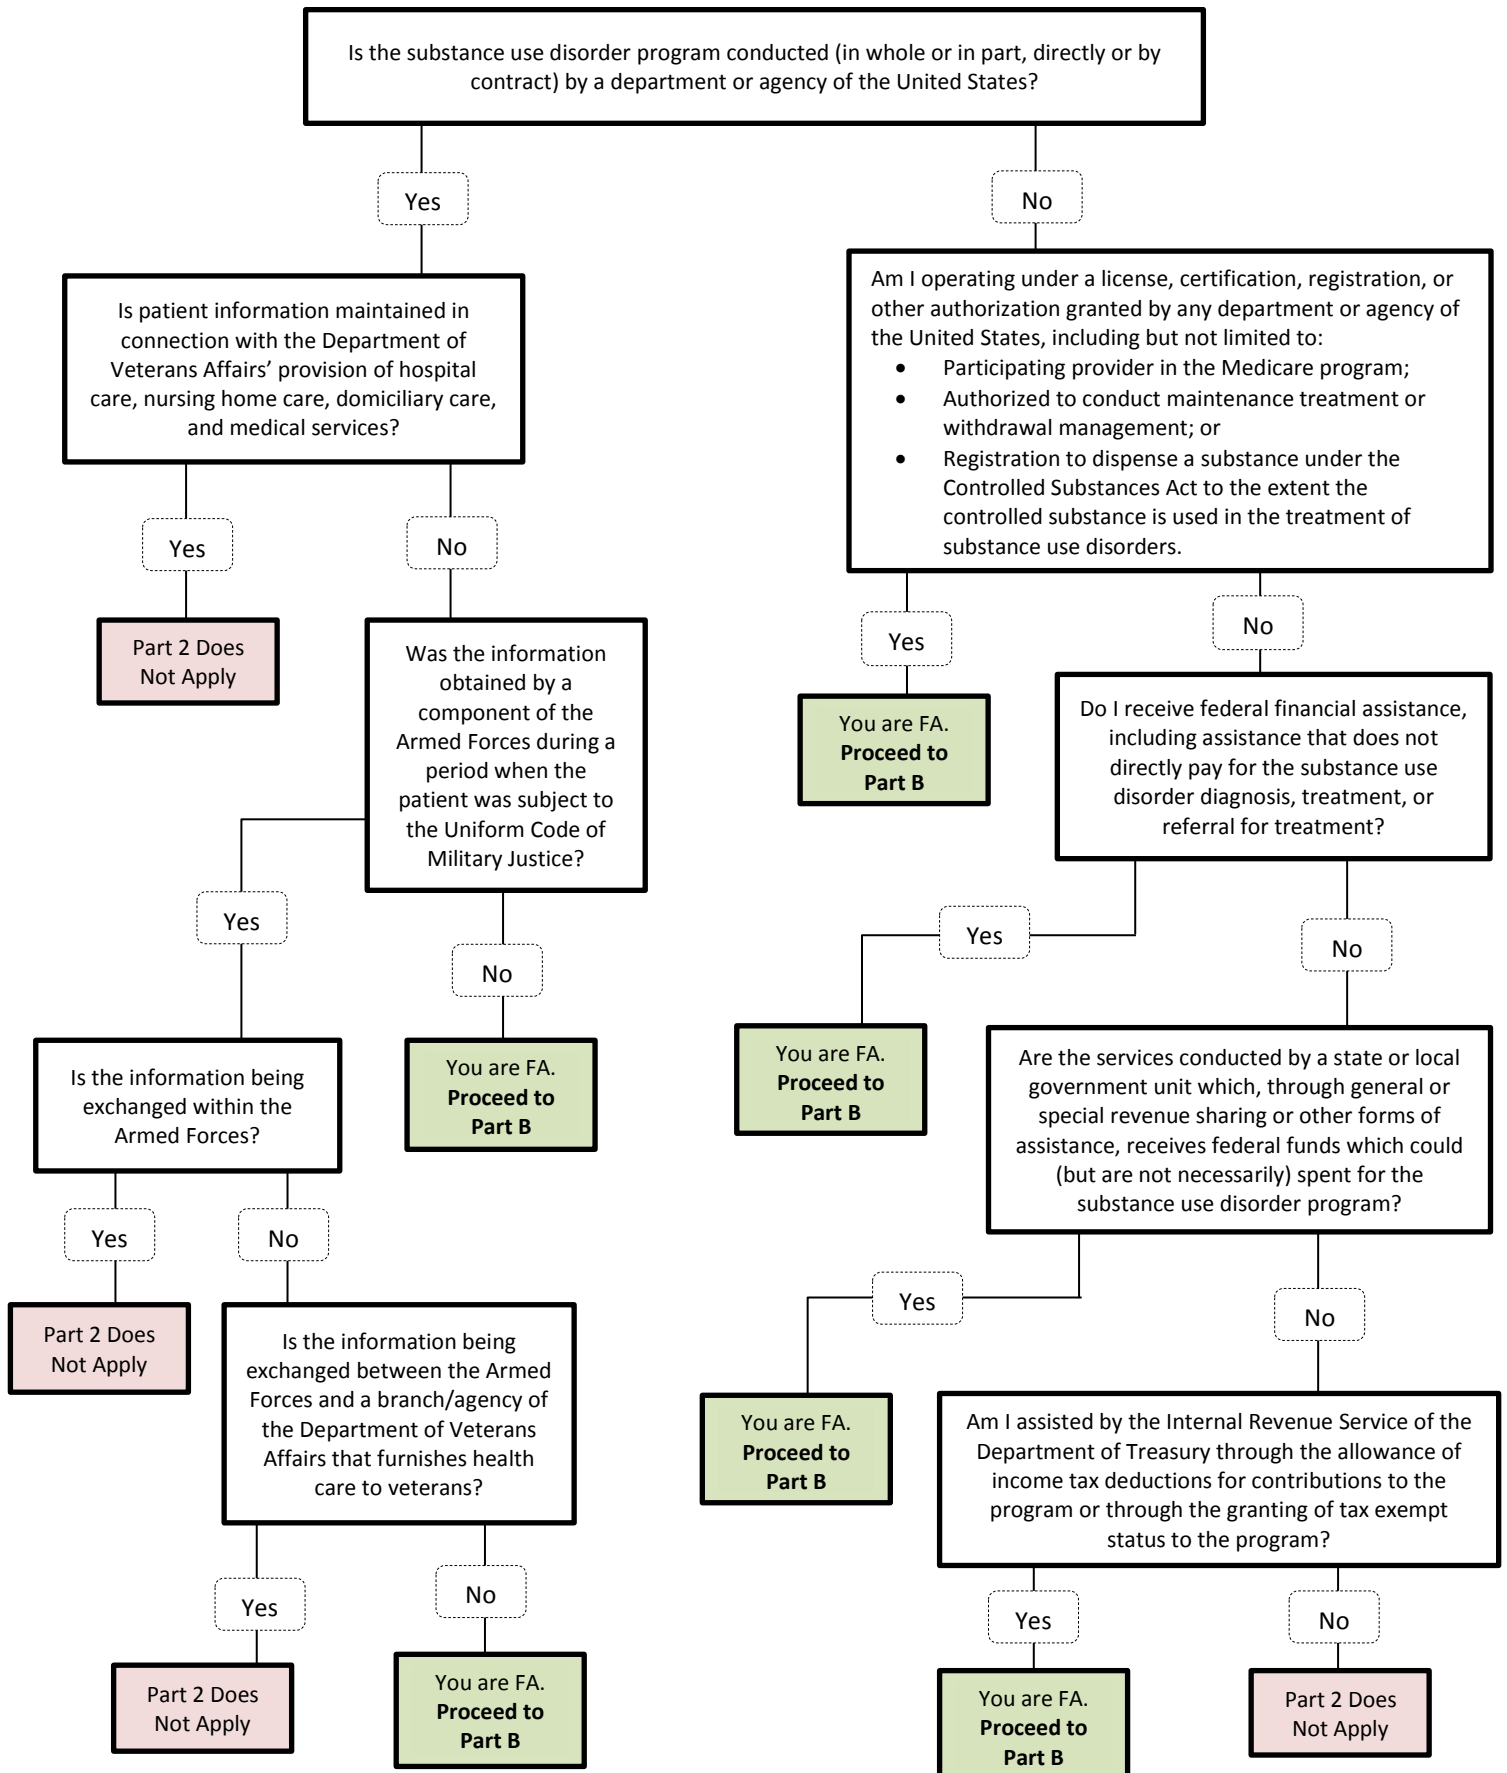 Is the substance use disorder program conducted (in whole or in part, directly or by
contract) by a department or agency of the United States?
Yes
No
Is patient information maintained in
connection with the Department of
Veterans Affairs’ provision of hospital
care, nursing home care, domiciliary care,
and medical services?
Am I operating under a license, certification, registration, or
other authorization granted by any department or agency of
the United States, including but not limited to:
• Participating provider in the Medicare program;
• Authorized to conduct maintenance treatment or
withdrawal management; or
• Registration to dispense a substance under the
Controlled Substances Act to the extent the
controlled substance is used in the treatment of
substance use disorders.
Yes
No
Part 2 Does
Not Apply
Was the information
obtained by a
component of the
Armed Forces during a
period when the
patient was subject to
the Uniform Code of
Military Justice?
Yes
No
You are FA.
Proceed to
Part B
Do I receive federal financial assistance,
including assistance that does not
directly pay for the substance use
disorder diagnosis, treatment, or
referral for treatment?
Yes
No
Yes
No
Is the information being
exchanged within the
Armed Forces?
You are FA.
Proceed to
Part B
You are FA.
Proceed to
Part B
Are the services conducted by a state or local
government unit which, through general or
special revenue sharing or other forms of
assistance, receives federal funds which could
(but are not necessarily) spent for the
substance use disorder program?
Yes
No
Yes
No
Part 2 Does
Not Apply
Is the information being
exchanged between the Armed
Forces and a branch/agency of
the Department of Veterans
Affairs that furnishes health
care to veterans?
You are FA.
Proceed to
Part B
Am I assisted by the Internal Revenue Service of the
Department of Treasury through the allowance of
income tax deductions for contributions to the
program or through the granting of tax exempt
status to the program?
Yes
No
Yes
No
Part 2 Does
Not Apply
You are FA.
Proceed to
Part B
You are FA.
Proceed to
Part B
Part 2 Does
Not Apply